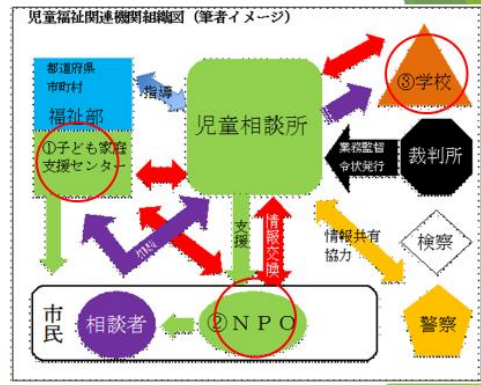 児童福祉関連機関組織図（筆者イメージ）
都道府県
市町村
福祉部
指導
児童相談所
③学校
①子ども家庭
支援センター
業務監督
令状発行
裁判所
支援
情報交換
情報共有
協力
検察
市民
相談者
②NPO
警察